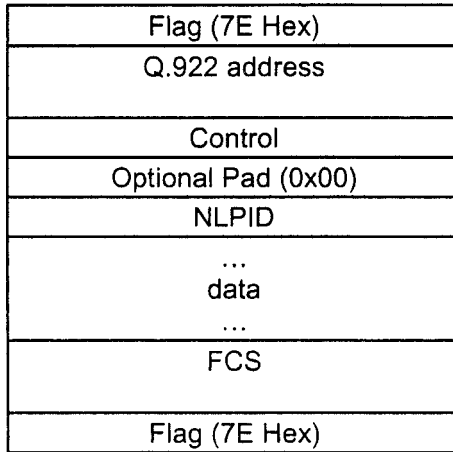 Flag (7E Hex)
Q.922 address
Control
Optional Pad (0x00)
NLPID
...
data
...
FCS
Flag (7E Hex)